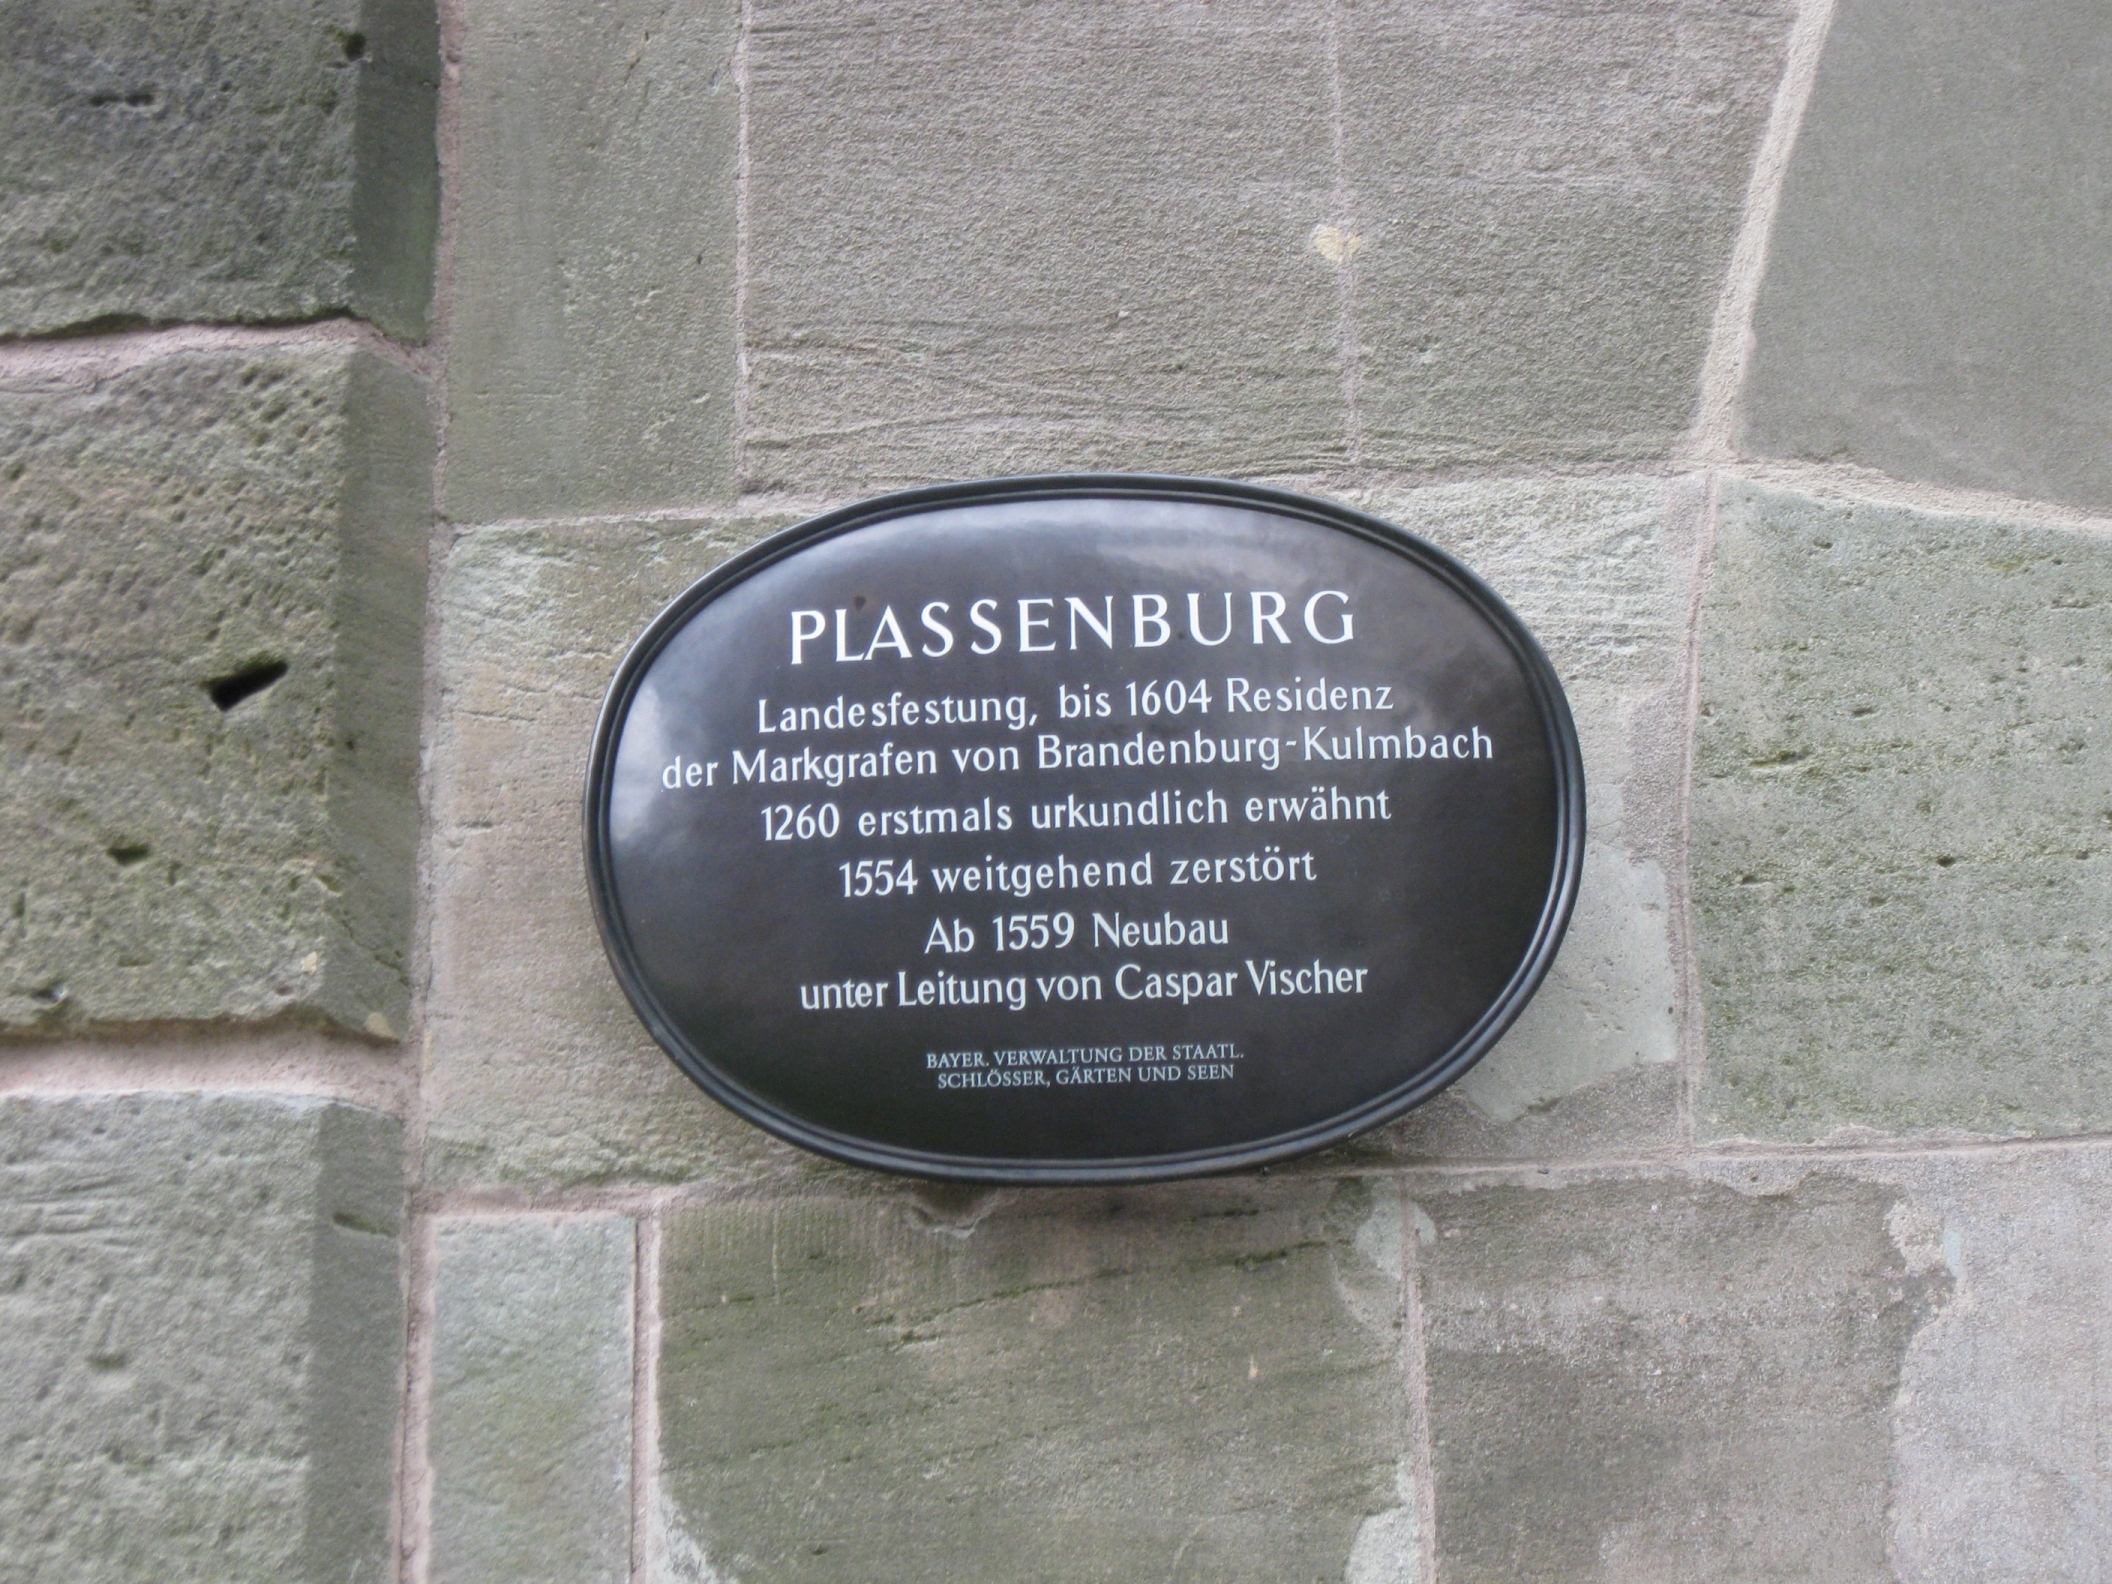 PLASSENBURG
Landesfestung, bis 1604 Residenz
der Markgrafen von Brandenburg-Kulmbach
1260 erstmals urkundlich erwähnt
1554 weitgehend zerstört
Ab 1559 Neubau
unter Leitung von Caspar Vischer
BAYER. VERWALTUNG DER STAATL.
SCHLÖSSER, GÄRTEN UND SEEN